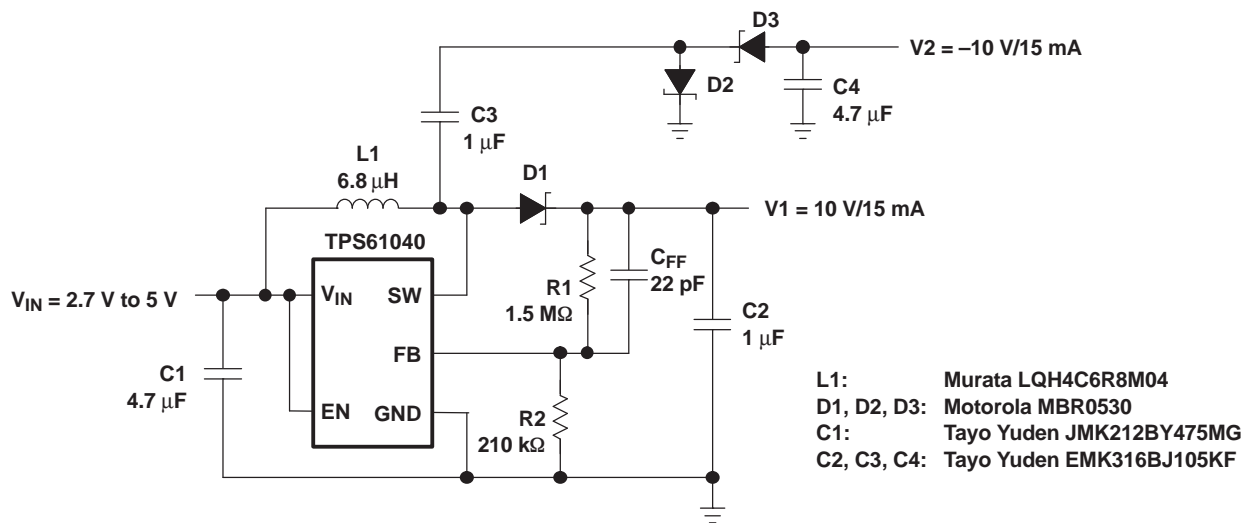 D3
V2 = –10 V/15 mA
D2
C4
4.7 μF
C3
1 μF
L1
6.8 μH
D1
V1 = 10 V/15 mA
TPS61040
VIN = 2.7 V to 5 V
VIN
SW
R1
1.5 MΩ
CFF
22 pF
C2
1 μF
FB
C1
4.7 μF
EN
GND
R2
210 kΩ
L1: Murata LQH4C6R8M04
D1, D2, D3: Motorola MBR0530
C1: Tayo Yuden JMK212BY475MG
C2, C3, C4: Tayo Yuden EMK316BJ105KF